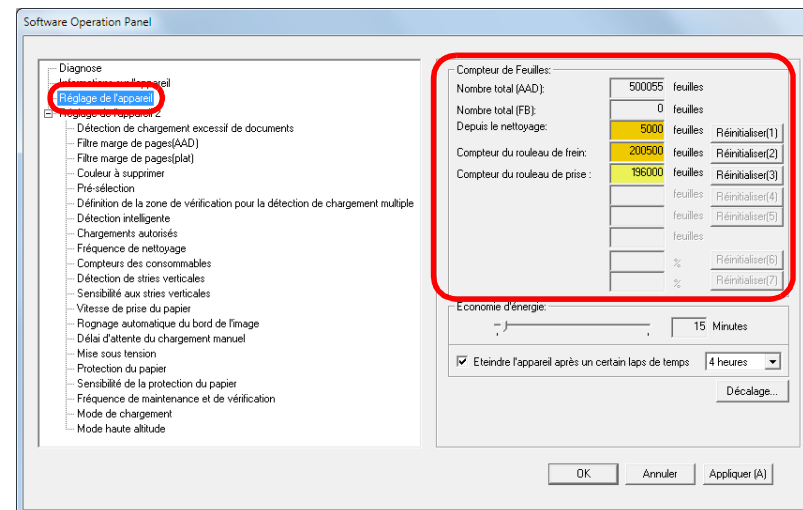 Software Operation Panel
Diagnose
Informations sur l'appareil
Réglage de l'appareil
Réglage de l'appareil 2
Détection de chargement excessif de documents
Filtre marge de pages(AAD)
Filtre marge de pages(plat)
Couleur à supprimer
Pré-sélection
Définition de la zone de vérification pour la détection de chargement multiple
Détection intelligente
Chargements autorisés
Fréquence de nettoyage
Compteurs des consommables
Détection de stries verticales
Sensibilité aux stries verticales
Vitesse de prise du papier
Rognage automatique du bord de l'image
Délai d'attente du chargement manuel
Mise sous tension
Protection du papier
Sensibilité de la protection du papier
Fréquence de maintenance et de vérification
Mode de chargement
Mode haute altitude
Compteur de Feuilles:
Nombre total (AAD): 500055 feuilles
Nombre total (FB): 0 feuilles
Depuis le nettoyage: 5000 feuilles Réinitialiser(1)
Compteur du rouleau de frein: 200500 feuilles Réinitialiser(2)
Compteur du rouleau de prise : 196000 feuilles Réinitialiser(3)
feuilles Réinitialiser(4)
feuilles Réinitialiser(5)
feuilles
% Réinitialiser(6)
% Réinitialiser(7)
Economie d'énergie:
15 Minutes
Eteindre l'appareil après un certain laps de temps 4 heures
Décalage...
OK Annuler Appliquer (A)